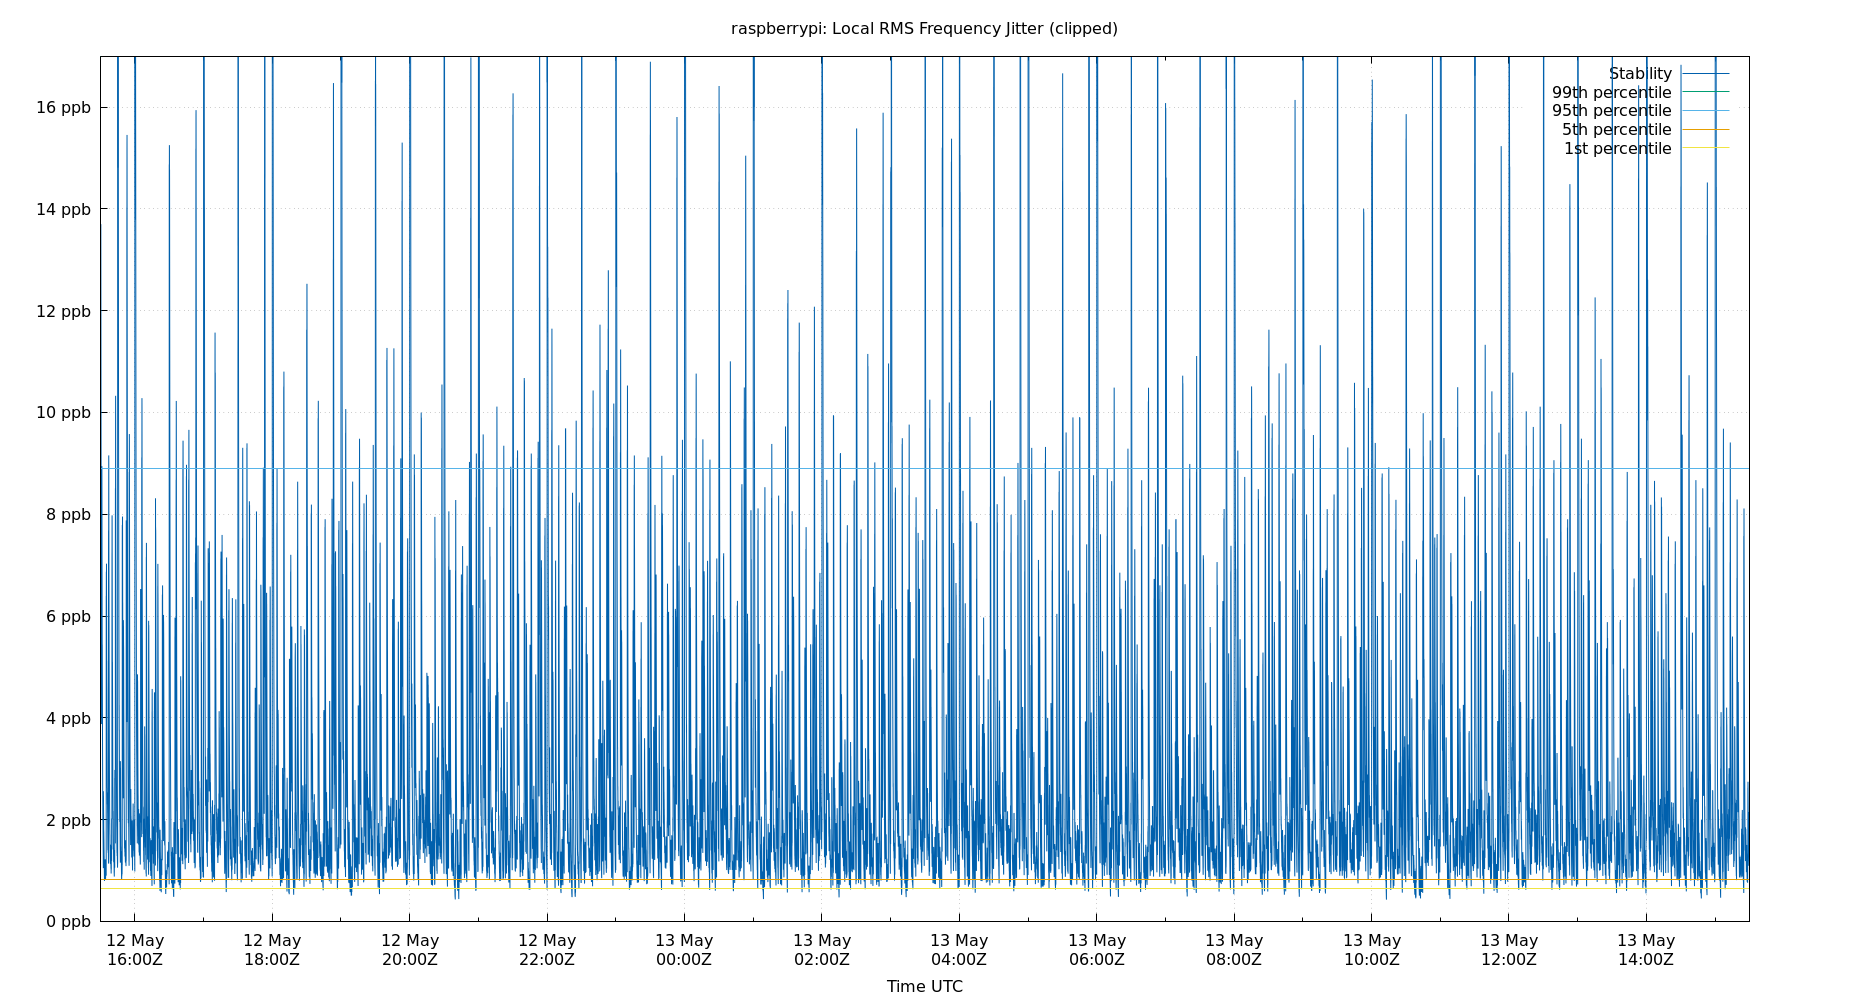 raspberrypi: Local RMS Frequency Jitter (clipped)
Stability
99th percentile
95th percentile
5th percentile
1st percentile
16 ppb
14 ppb
12 ppb
10 ppb
8 ppb
6 ppb
4 ppb
2 ppb
0 ppb
12 May 12 May 12 May 12 May 13 May 13 May 13 May 13 May 13 May 13 May 13 May 13 May
16:00Z 18:00Z 20:00Z 22:00Z 00:00Z 02:00Z 04:00Z 06:00Z 08:00Z 10:00Z 12:00Z 14:00Z
Time UTC